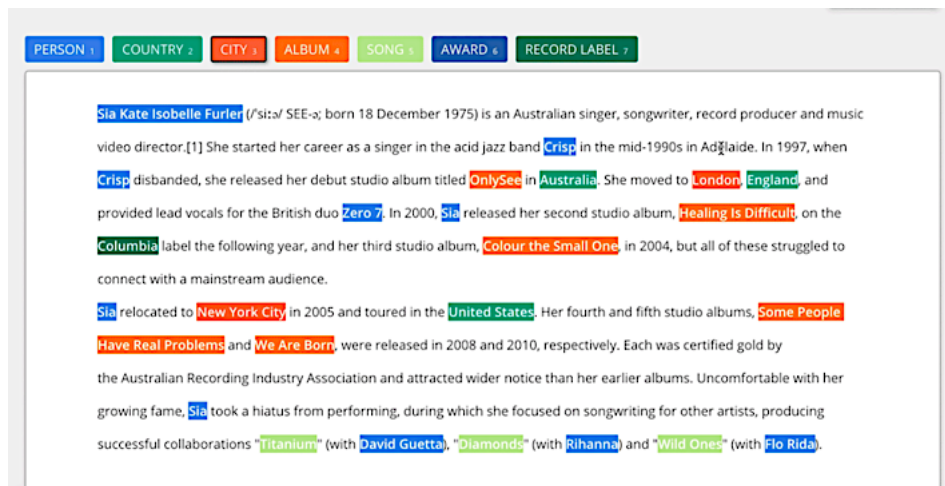 PERSON 1 COUNTRY 2 CITY 3 ALBUM 4 SONG 5 AWARD 6 RECORD LABEL 7
Sia Kate Isobelle Furler (/ˈsiːə/ SEE-ə; born 18 December 1975) is an Australian singer, songwriter, record producer and music
video director.[1] She started her career as a singer in the acid jazz band Crisp in the mid-1990s in Adelaide. In 1997, when
Crisp disbanded, she released her debut studio album titled OnlySee in Australia. She moved to London, England, and
provided lead vocals for the British duo Zero 7. In 2000, Sia released her second studio album, Healing Is Difficult, on the
Columbia label the following year, and her third studio album, Colour the Small One, in 2004, but all of these struggled to
connect with a mainstream audience.
Sia relocated to New York City in 2005 and toured in the United States. Her fourth and fifth studio albums, Some People
Have Real Problems and We Are Born, were released in 2008 and 2010, respectively. Each was certified gold by
the Australian Recording Industry Association and attracted wider notice than her earlier albums. Uncomfortable with her
growing fame, Sia took a hiatus from performing, during which she focused on songwriting for other artists, producing
successful collaborations "Titanium" (with David Guetta), "Diamonds" (with Rihanna) and "Wild Ones" (with Flo Rida).